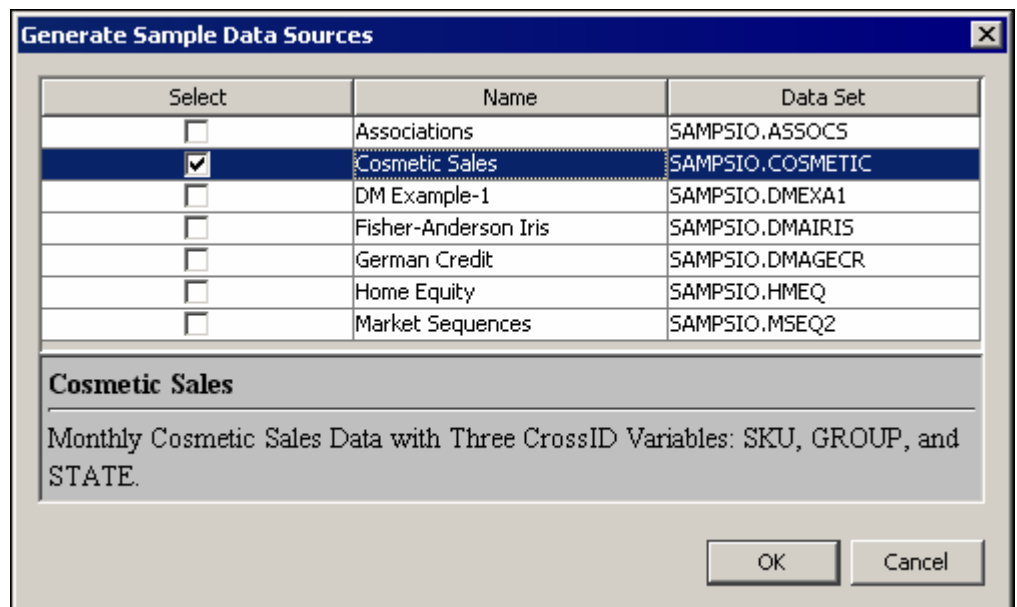 Generate Sample Data Sources
Select Name Data Set
Associations SAMPSIO.ASSOCS
Cosmetic Sales SAMPSIO.COSMETIC
DM Example-1 SAMPSIO.DMEXA1
Fisher-Anderson Iris SAMPSIO.DMAIRIS
German Credit SAMPSIO.DMAGECR
Home Equity SAMPSIO.HMEQ
Market Sequences SAMPSIO.MSEQ2
Cosmetic Sales
Monthly Cosmetic Sales Data with Three CrossID Variables: SKU, GROUP, and
STATE.
OK Cancel